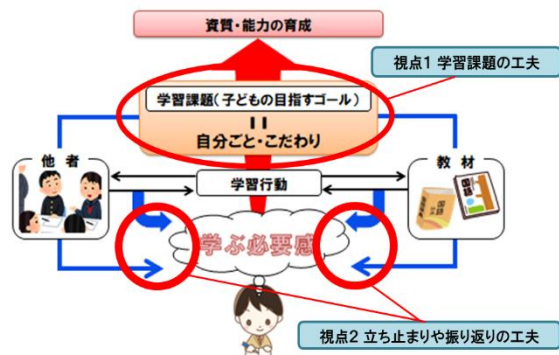 資質・能力の育成
視点1 学習課題の工夫
学習課題(子どもの目指すゴール)
=
自分ごと・こだわり
他者
教材
学習行動
国語
学ぶ必要感
視点2 立ち止まりや振り返りの工夫